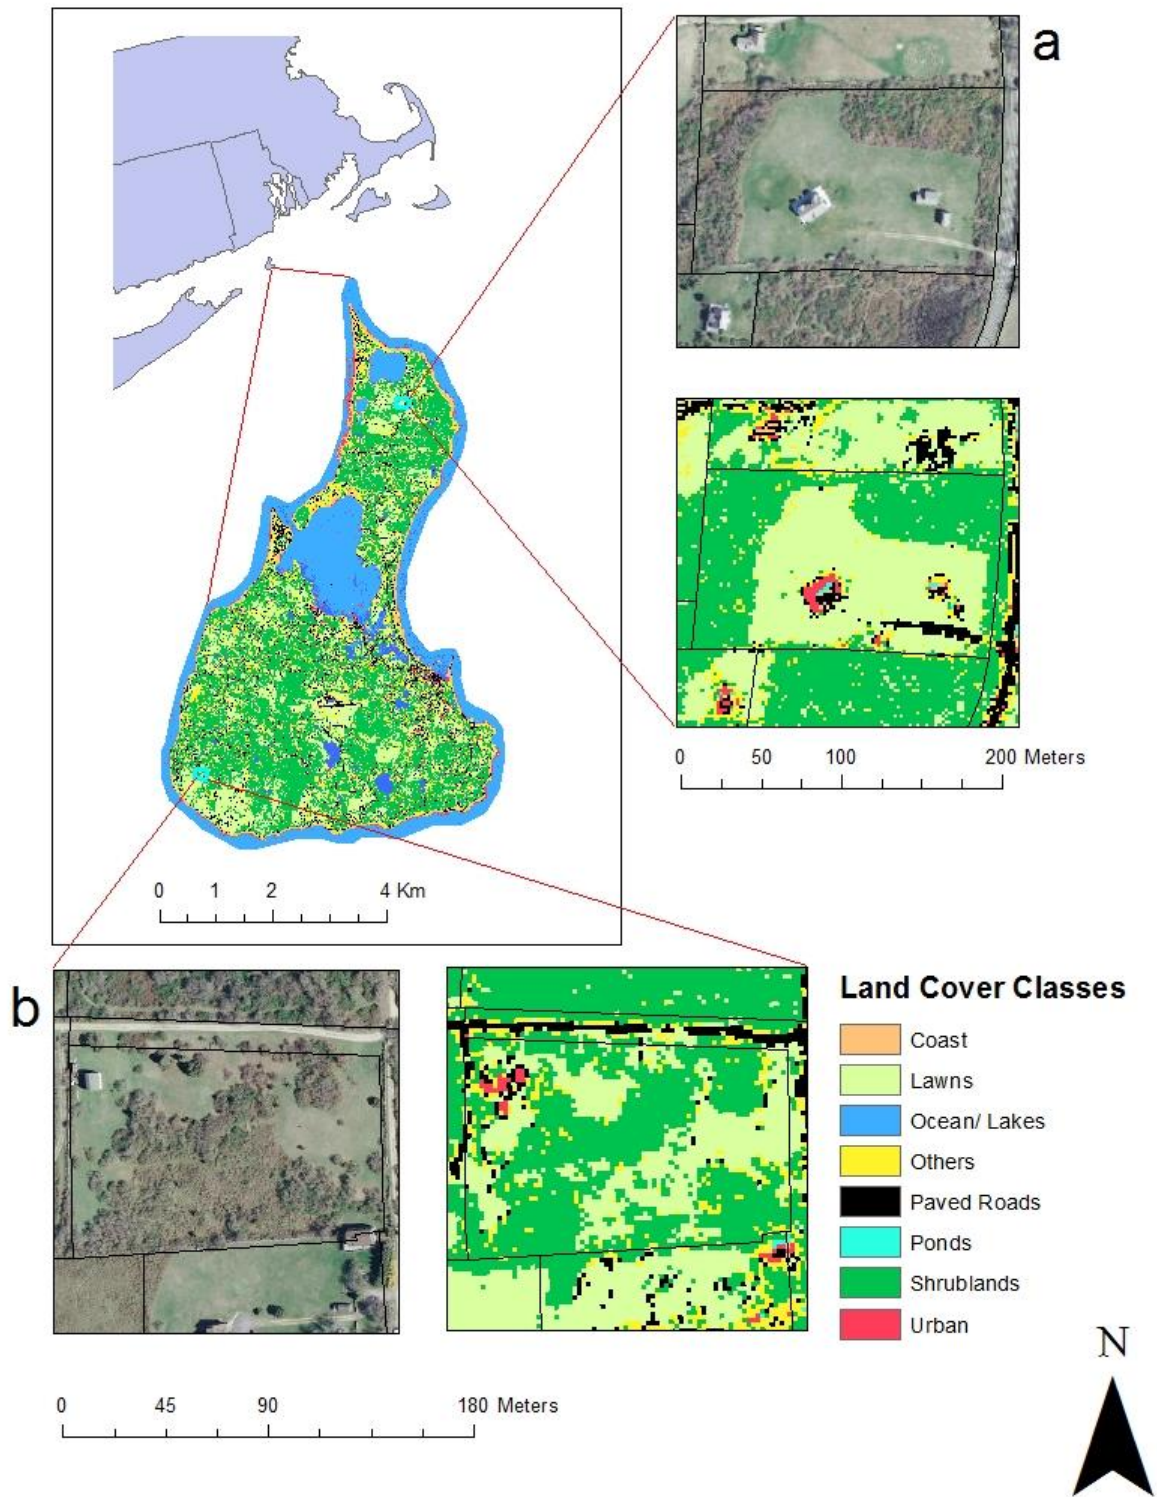 a
0 50 100 200 Meters
0 1 2 4 Km
b
Land Cover Classes
Coast
Lawns
Ocean/ Lakes
Others
Paved Roads
Ponds
Shrublands
Urban
N
0 45 90 180 Meters